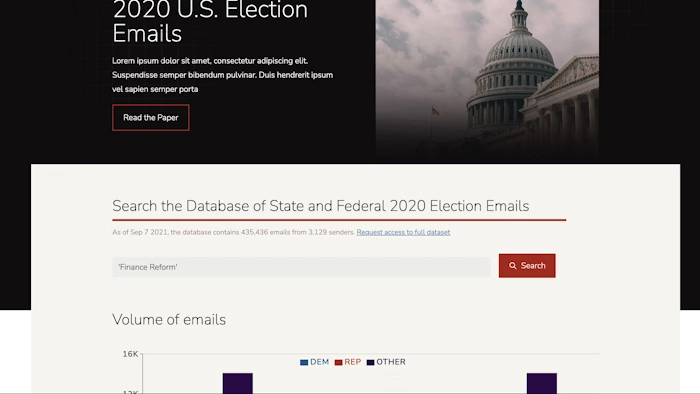 2020 U.S. Election
Emails
Lorem ipsum dolor sit amet, consectetur adipiscing elit.
Suspendisse semper bibendum pulvinar. Duis hendrerit ipsum
vel sapien semper porta
Read the Paper
Search the Database of State and Federal 2020 Election Emails
As of Sep 7 2021, the database contains 435,436 emails from 3,129 senders. Request access to full dataset
'Finance Reform'
Search
Volume of emails
16K
DEM REP OTHER
12K